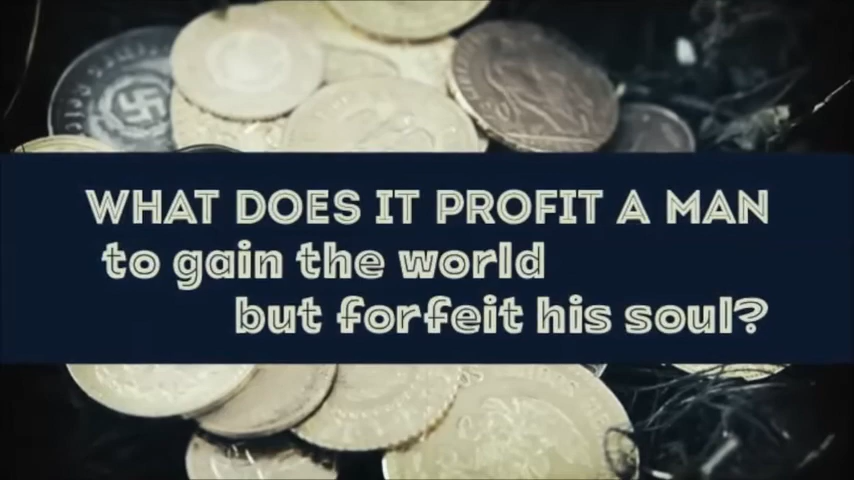 WHAT DOES IT PROFIT A MAN
to gain the world
but forfeit his soul?